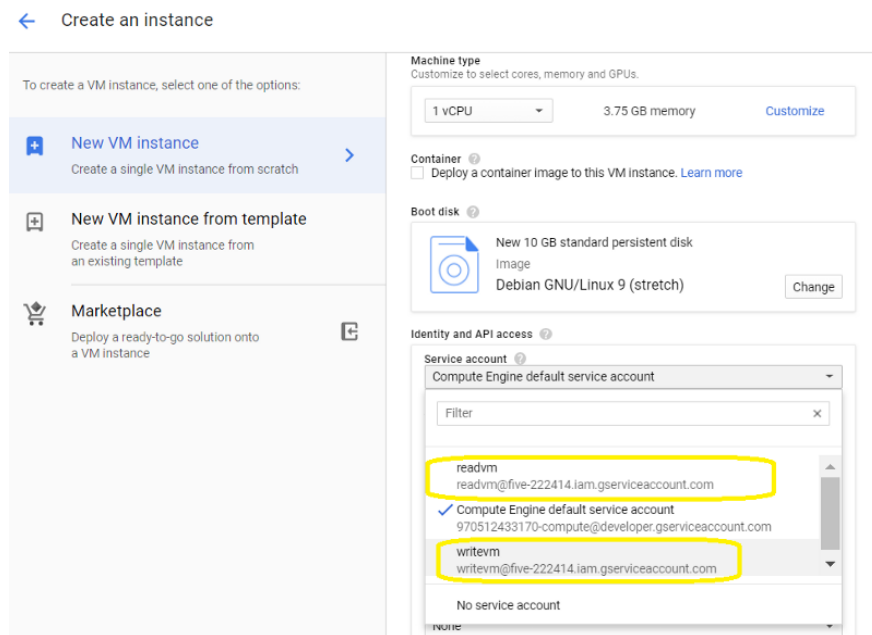 Create an instance
To create a VM instance, select one of the options:
New VM instance
Create a single VM instance from scratch
New VM instance from template
Create a single VM instance from
an existing template
Marketplace
Deploy a ready-to-go solution onto
a VM instance
Machine type
Customize to select cores, memory and GPUs.
1 vCPU 3.75 GB memory Customize
Container
Deploy a container image to this VM instance. Learn more
Boot disk
New 10 GB standard persistent disk
Image
Debian GNU/Linux 9 (stretch)
Change
Identity and API access
Service account
Compute Engine default service account
Filter
readvm
readvm@five-222414.iam.gserviceaccount.com
Compute Engine default service account
970512433170-compute@developer.gserviceaccount.com
writevm
writevm@five-222414.iam.gserviceaccount.com
No service account
None